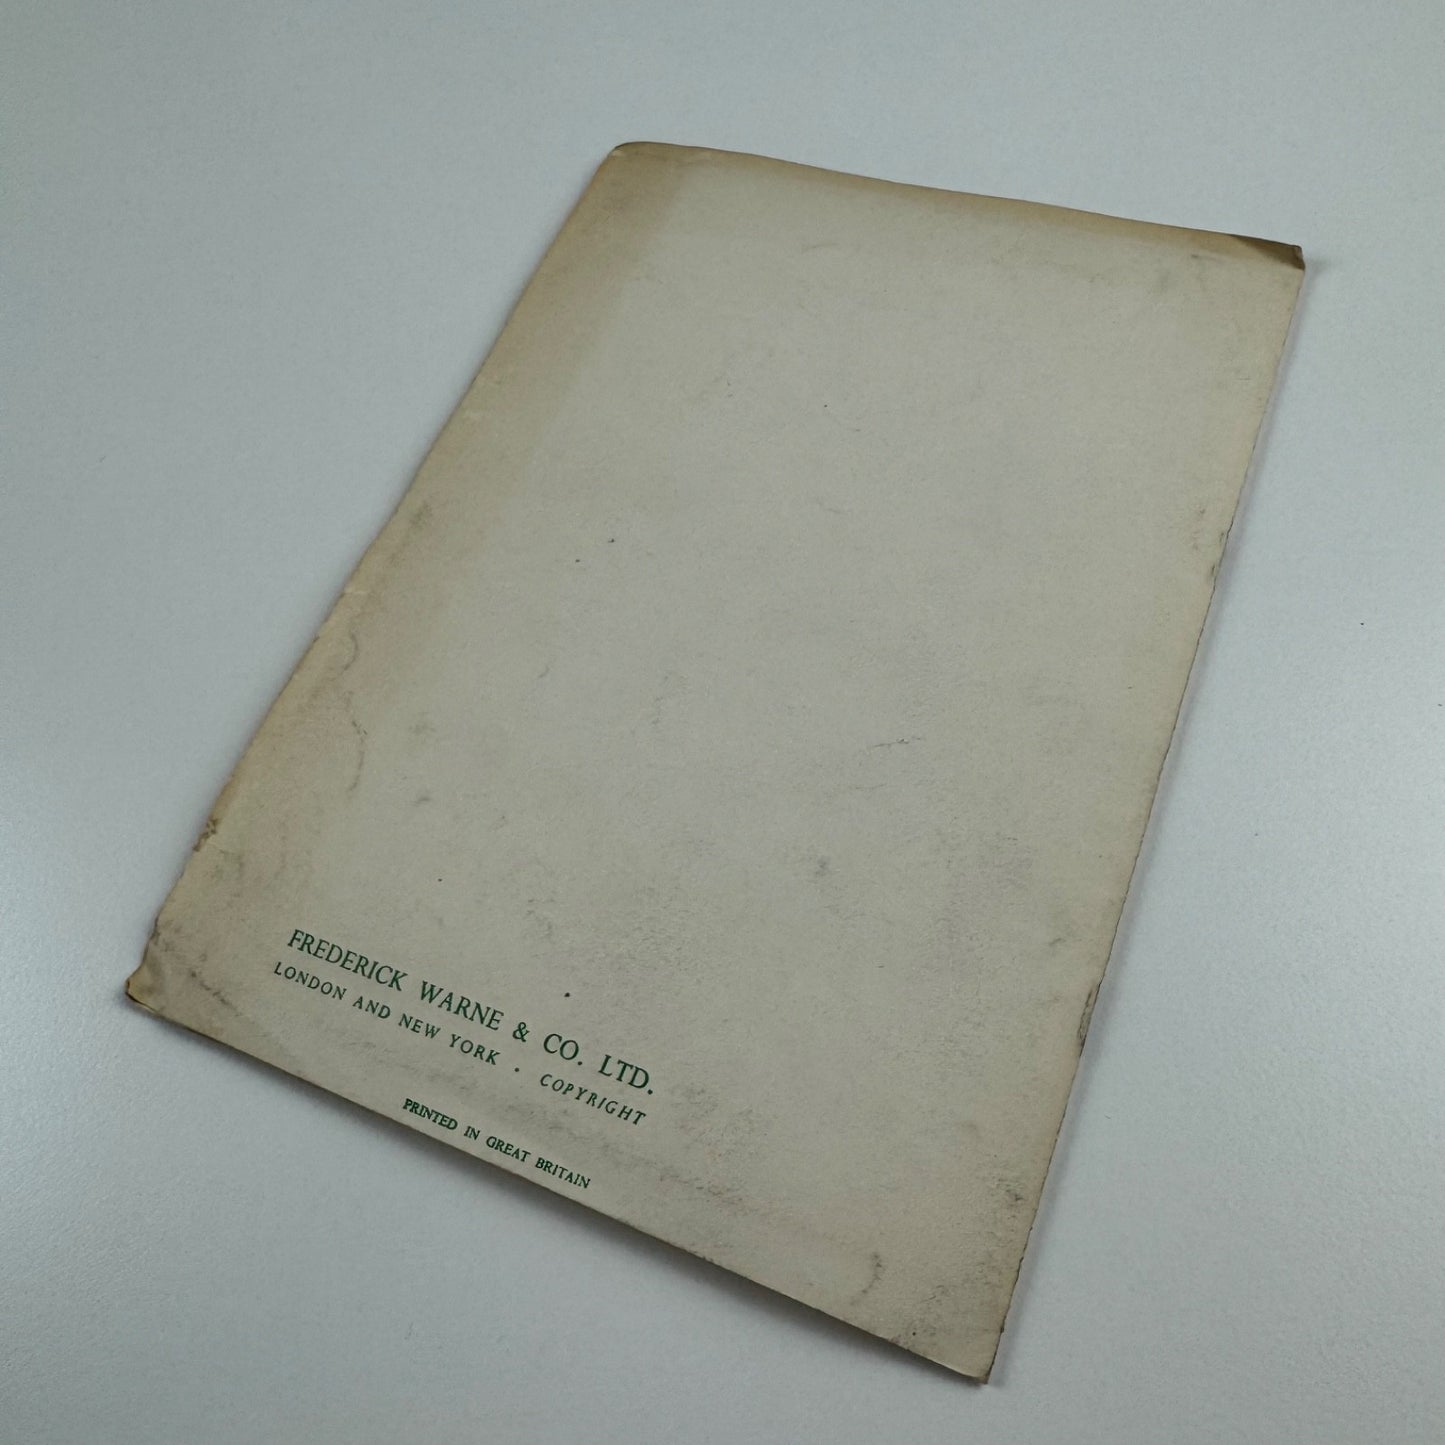 FREDERICK WARNE & CO. LTD.
LONDON AND NEW YORK · COPYRIGHT
PRINTED IN GREAT BRITAIN